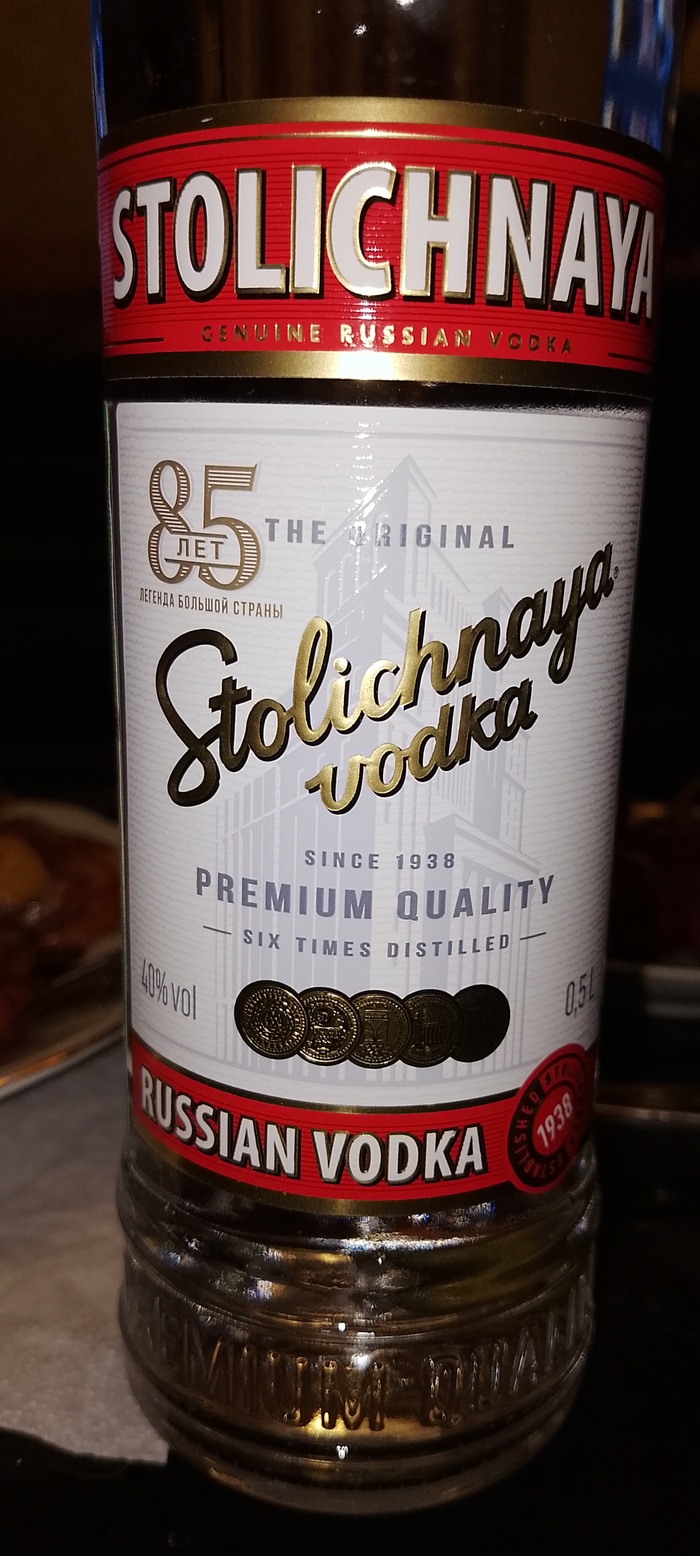 STOLICHNAYA
GENUINE RUSSIAN VODKA
85
ЛЕТ
ЛЕГЕНДА БОЛЬШОЙ СТРАНЫ
THE ORIGINAL
Stolichnaya®
vodka
SINCE 1938
PREMIUM QUALITY
SIX TIMES DISTILLED
40% vol
0,5 L
RUSSIAN VODKA
ESTABLISHED
1938